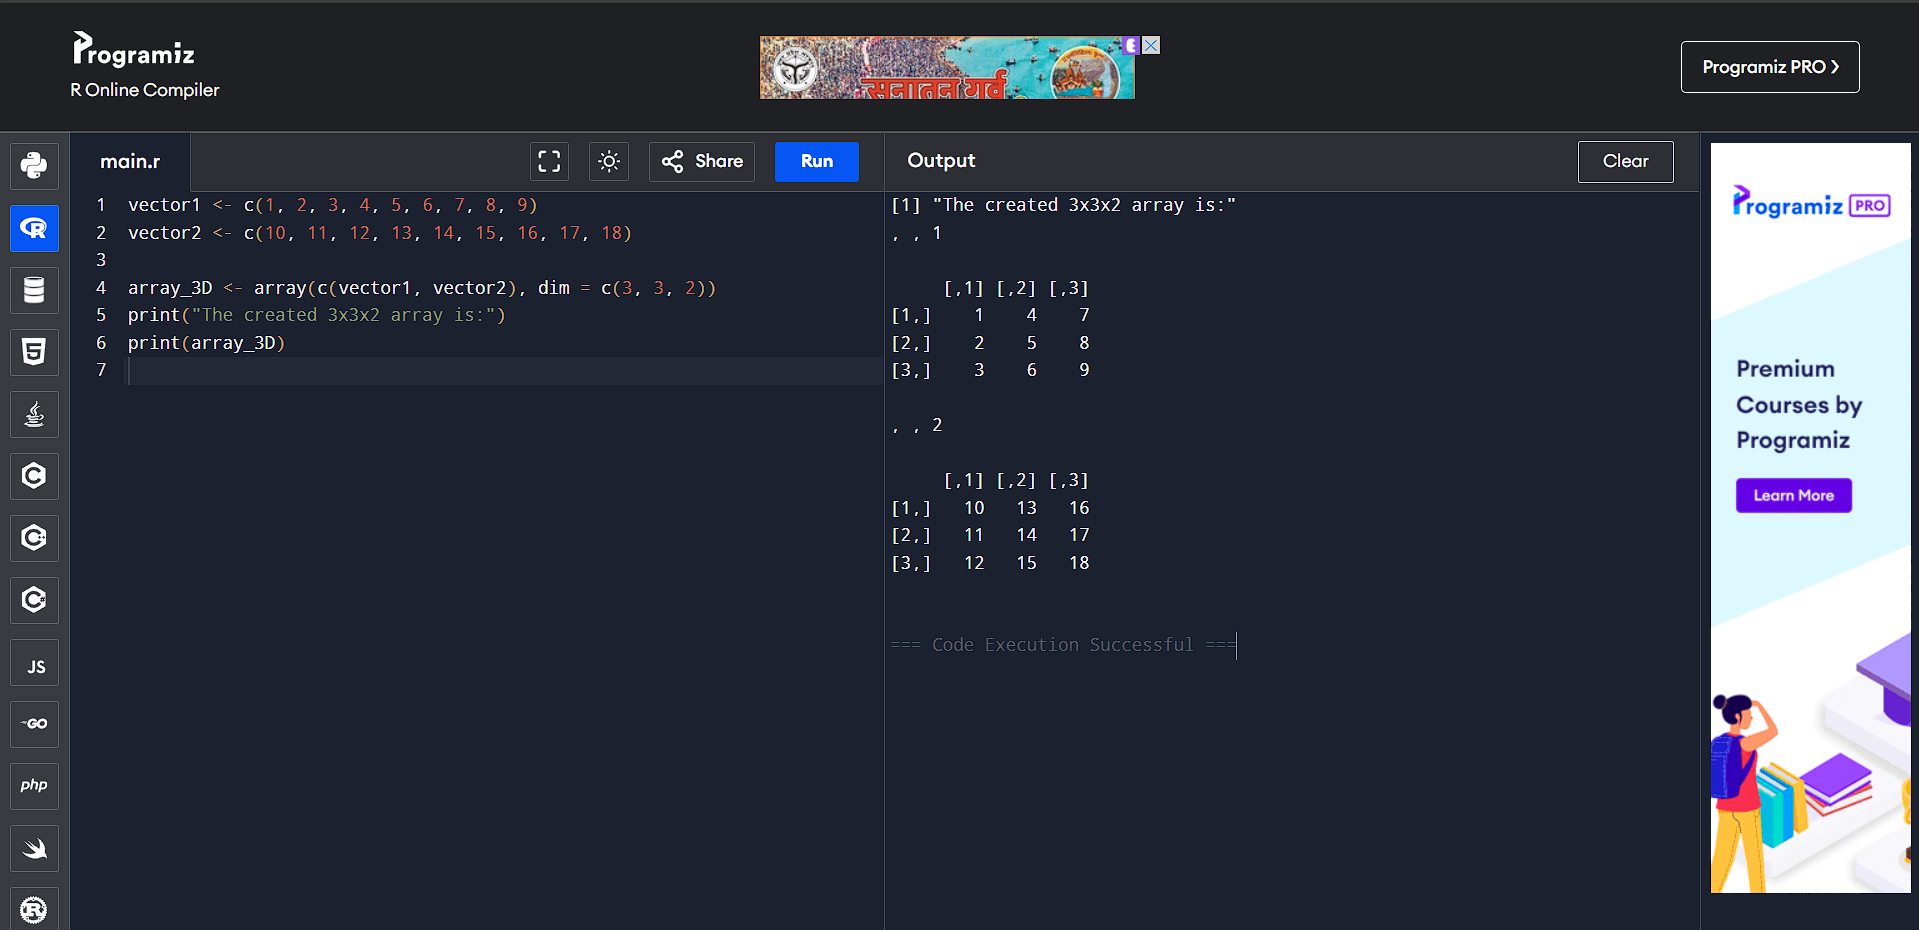 Programiz
R Online Compiler
सनातन गर्व
Programiz PRO
main.r
Share
Run
Output
Clear
1 vector1 <- c(1, 2, 3, 4, 5, 6, 7, 8, 9)
2 vector2 <- c(10, 11, 12, 13, 14, 15, 16, 17, 18)
3
4 array_3D <- array(c(vector1, vector2), dim = c(3, 3, 2))
5 print("The created 3x3x2 array is:")
6 print(array_3D)
7
[1] "The created 3x3x2 array is:"
, , 1
[,1] [,2] [,3]
[1,] 1 4 7
[2,] 2 5 8
[3,] 3 6 9
, , 2
[,1] [,2] [,3]
[1,] 10 13 16
[2,] 11 14 17
[3,] 12 15 18
=== Code Execution Successful ===
JS
GO
php
Programiz PRO
Premium
Courses by
Programiz
Learn More